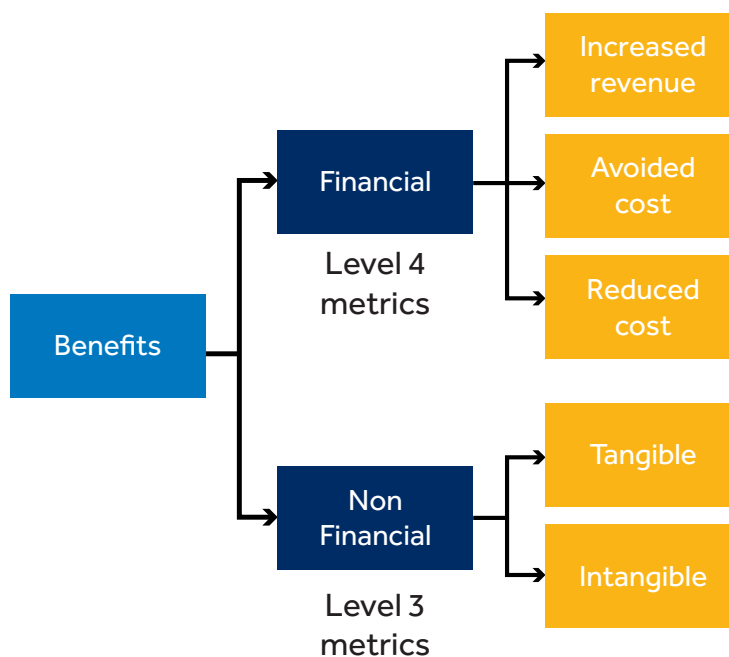 Benefits
Financial
Level 4
metrics
Increased
revenue
Avoided
cost
Reduced
cost
Non
Financial
Level 3
metrics
Tangible
Intangible